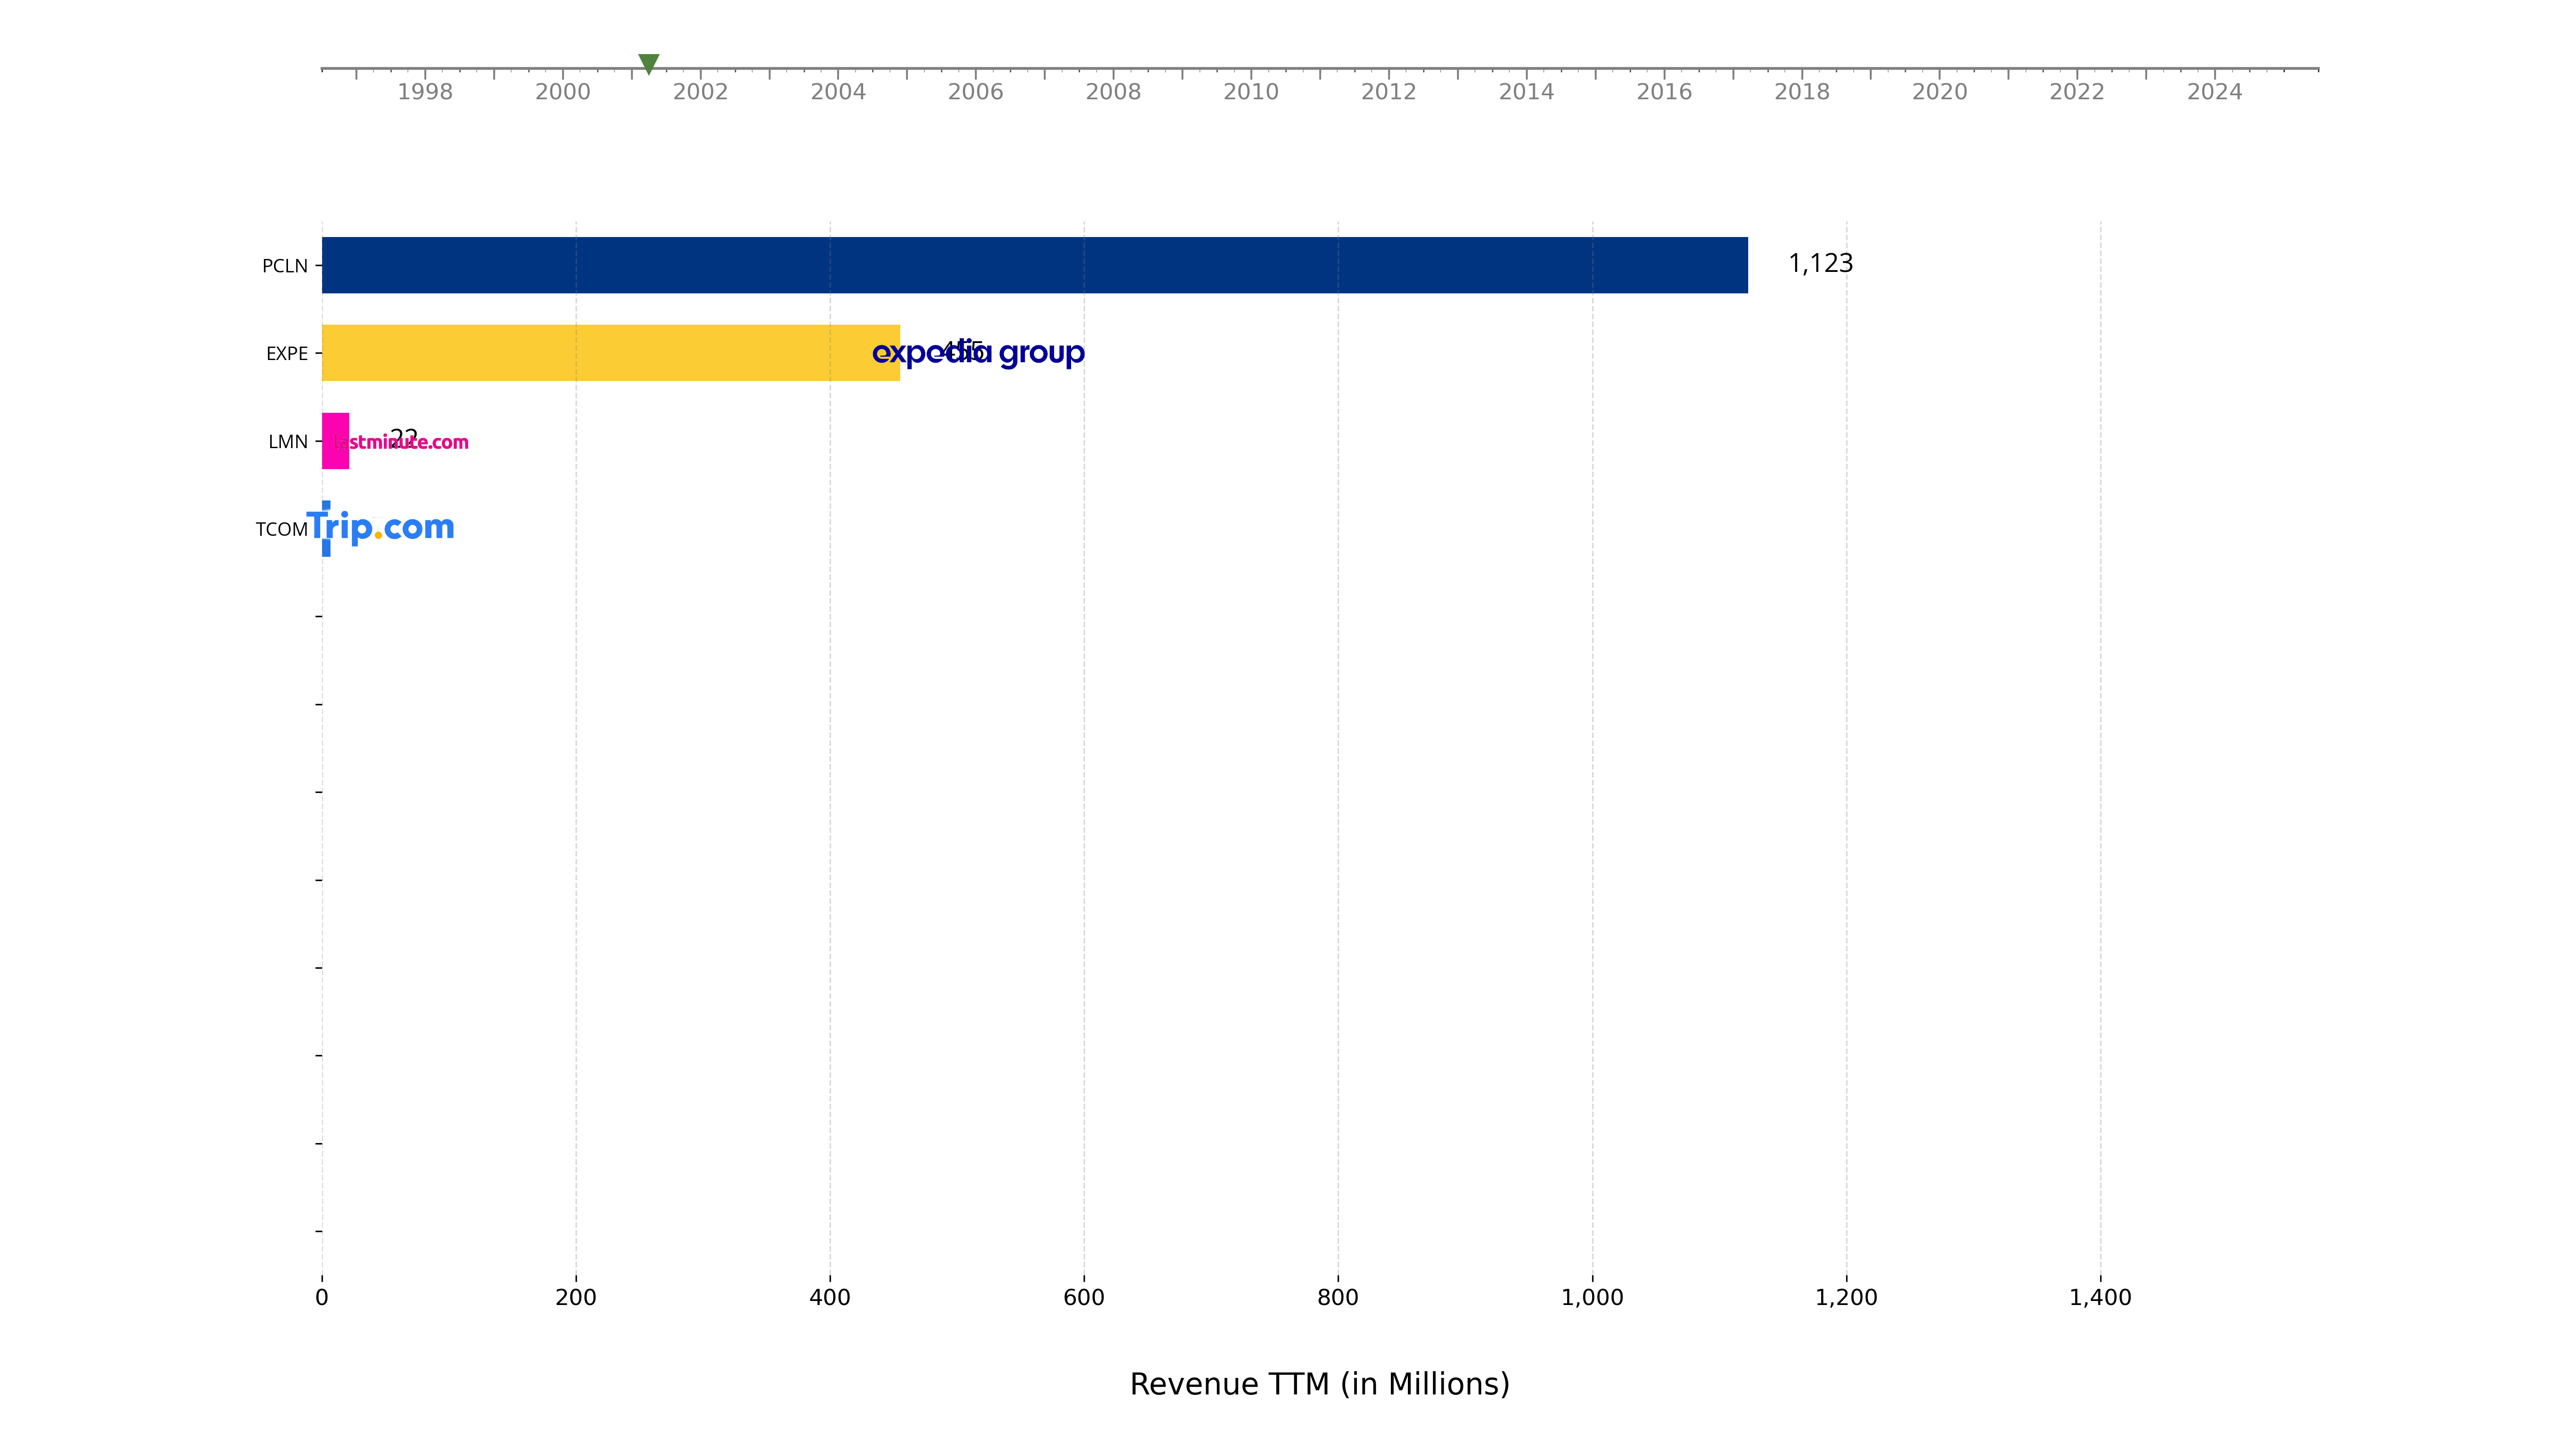 1998 2000 2002 2004 2006 2008 2010 2012 2014 2016 2018 2020 2022 2024
PCLN 1,123
EXPE 455 expedia group
LMN 22 lastminute.com
TCOM Trip.com
0 200 400 600 800 1,000 1,200 1,400
Revenue TTM (in Millions)